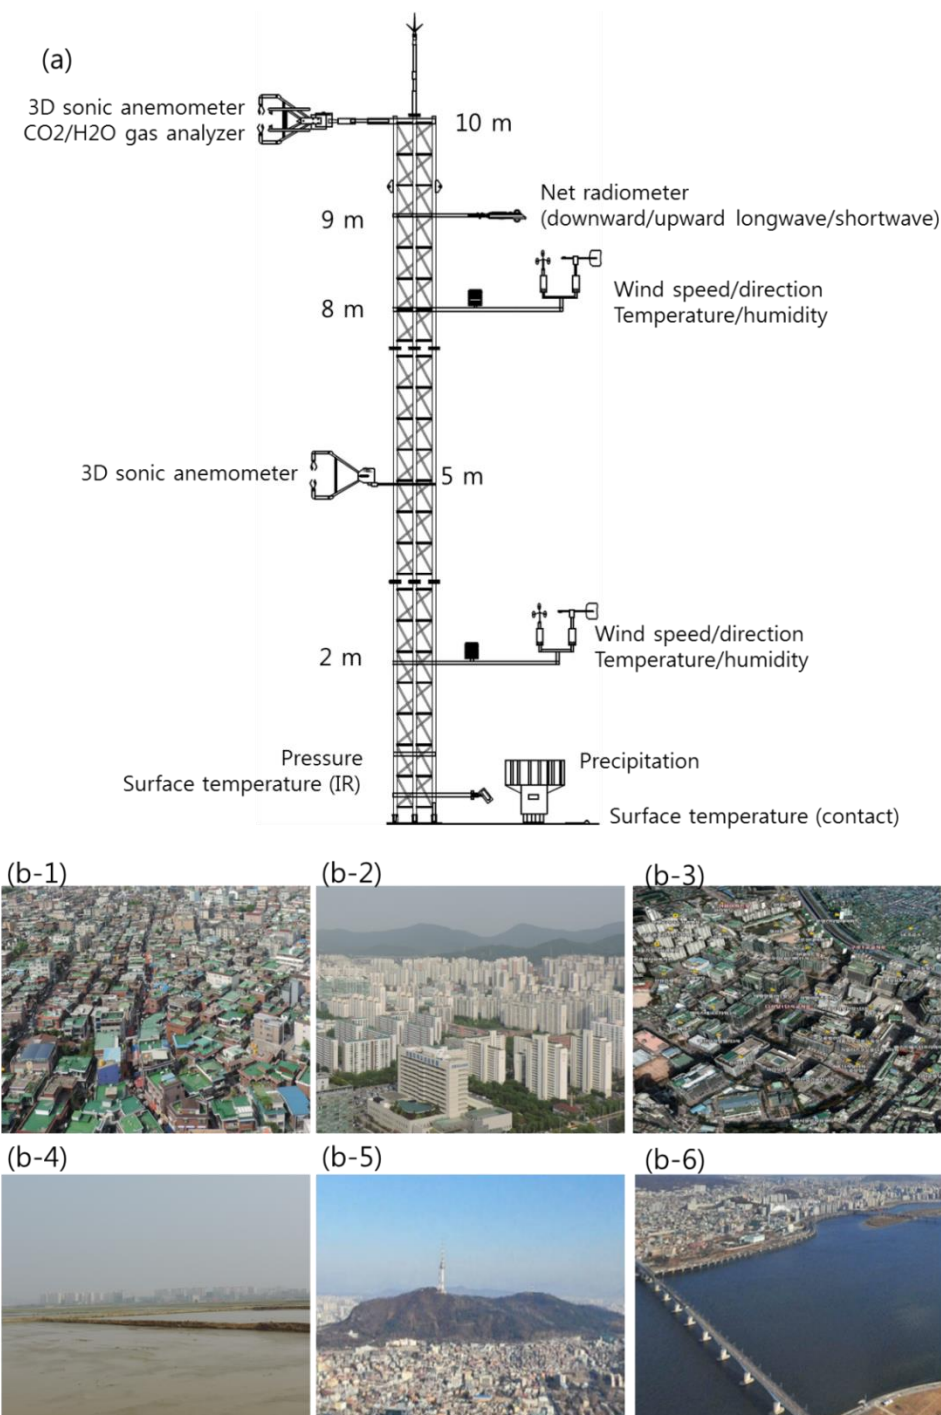 (a)
3D sonic anemometer
CO2/H2O gas analyzer
10 m
Net radiometer
(downward/upward longwave/shortwave)
9 m
Wind speed/direction
Temperature/humidity
8 m
3D sonic anemometer
5 m
Wind speed/direction
Temperature/humidity
2 m
Pressure
Surface temperature (IR)
Precipitation
Surface temperature (contact)
(b-1)
(b-2)
(b-3)
(b-4)
(b-5)
(b-6)